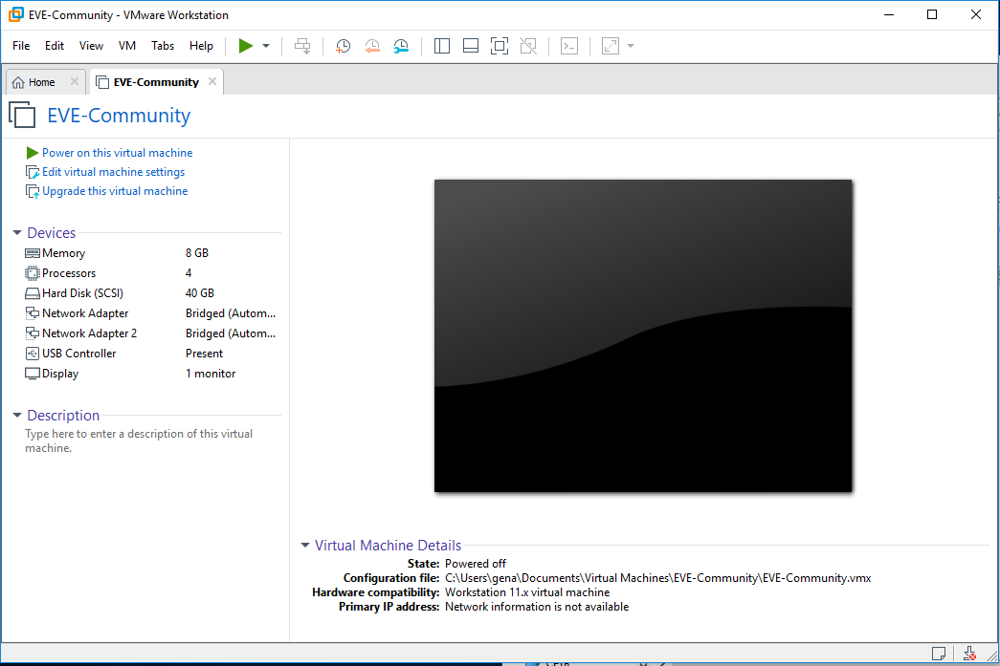 EVE-Community - VMware Workstation
File Edit View VM Tabs Help
Home EVE-Community
EVE-Community
Power on this virtual machine
Edit virtual machine settings
Upgrade this virtual machine
Devices
Memory 8 GB
Processors 4
Hard Disk (SCSI) 40 GB
Network Adapter Bridged (Autom...
Network Adapter 2 Bridged (Autom...
USB Controller Present
Display 1 monitor
Description
Type here to enter a description of this virtual
machine.
Virtual Machine Details
State: Powered off
Configuration file: C:\Users\gena\Documents\Virtual Machines\EVE-Community\EVE-Community.vmx
Hardware compatibility: Workstation 11.x virtual machine
Primary IP address: Network information is not available